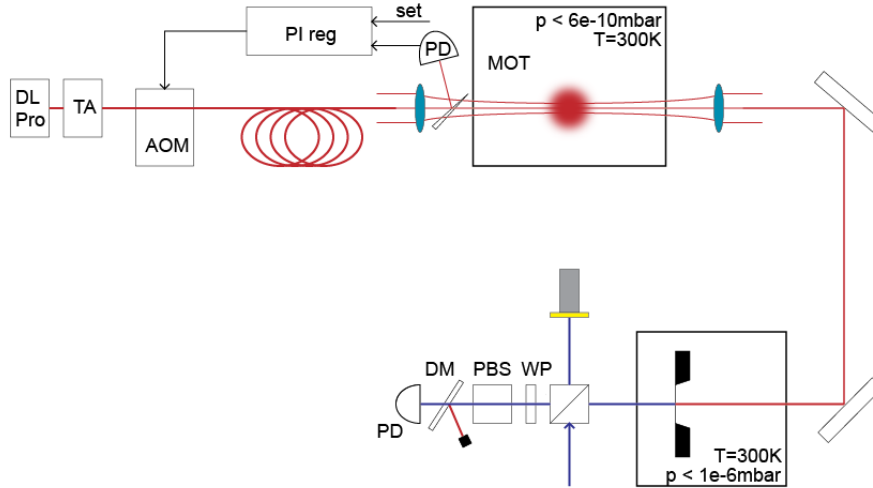 set
PI reg
PD
p < 6e-10mbar
T=300K
MOT
DL
Pro
TA
AOM
DM
PBS
WP
PD
T=300K
p < 1e-6mbar